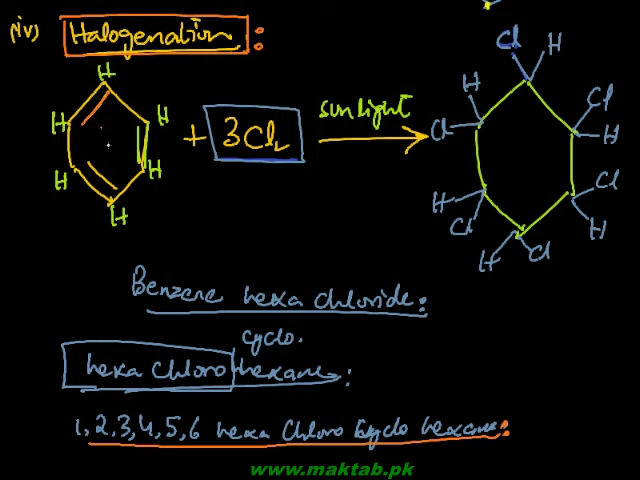 (iv) Halogenation:
H
H H
H H
H
+ 3Cl₂ sunlight
Cl H
H Cl
Cl H
H Cl
Cl H
H Cl
Benzene hexa chloride:
cyclo.
hexa chloro hexane:
1,2,3,4,5,6 hexa Chloro Cyclo hexane:
www.maktab.pk